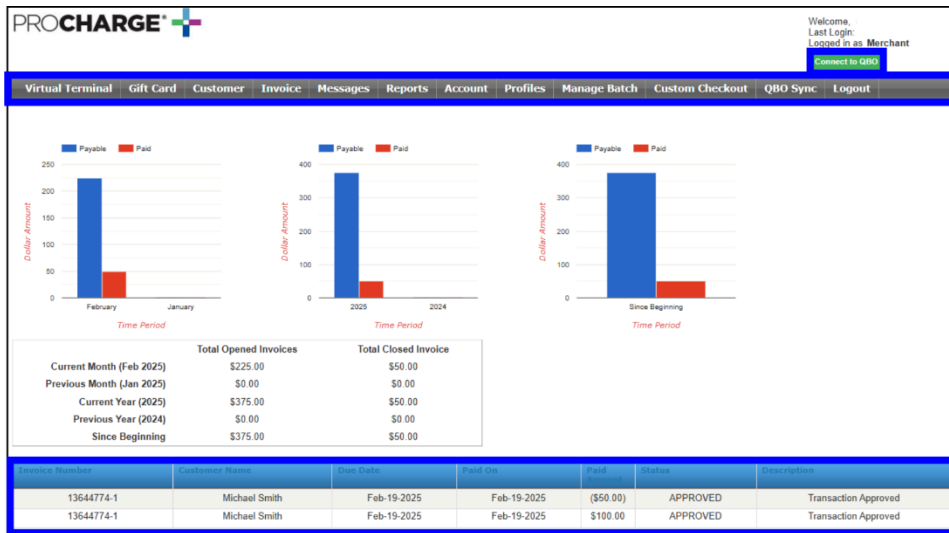 PROCHARGE®
Welcome,
Last Login:
Logged in as Merchant
Connect to QBO
Virtual Terminal Gift Card Customer Invoice Messages Reports Account Profiles Manage Batch Custom Checkout QBO Sync Logout
Payable Paid
250
200
150
100
50
0
Dollar Amount
February January
Time Period
Payable Paid
400
300
200
100
0
Dollar Amount
2025 2024
Time Period
Payable Paid
400
300
200
100
0
Dollar Amount
Since Beginning
Time Period
Total Opened Invoices Total Closed Invoice
Current Month (Feb 2025) $225.00 $50.00
Previous Month (Jan 2025) $0.00 $0.00
Current Year (2025) $375.00 $50.00
Previous Year (2024) $0.00 $0.00
Since Beginning $375.00 $50.00
Invoice Number Customer Name Due Date Paid On Paid Status Description
13644774-1 Michael Smith Feb-19-2025 Feb-19-2025 ($50.00) APPROVED Transaction Approved
13644774-1 Michael Smith Feb-19-2025 Feb-19-2025 $100.00 APPROVED Transaction Approved